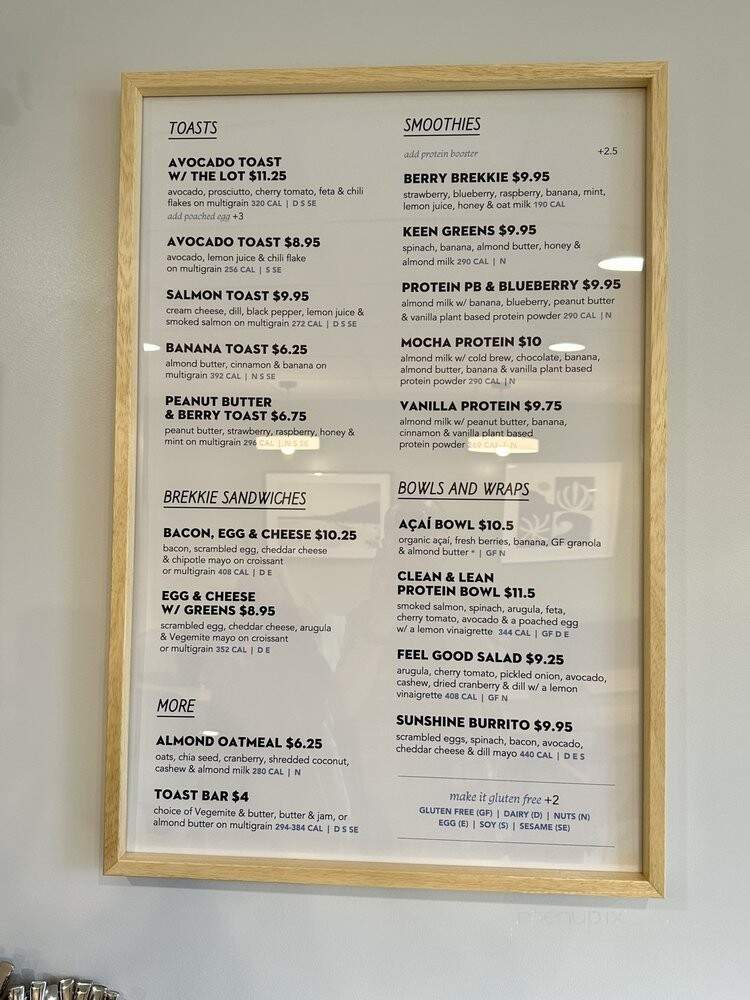 TOASTS
AVOCADO TOAST
W/ THE LOT $11.25
avocado, prosciutto, cherry tomato, feta & chili
flakes on multigrain 320 CAL | D S SE
add poached egg +3
AVOCADO TOAST $8.95
avocado, lemon juice & chili flake
on multigrain 256 CAL | S SE
SALMON TOAST $9.95
cream cheese, dill, black pepper, lemon juice &
smoked salmon on multigrain 272 CAL | D S SE
BANANA TOAST $6.25
almond butter, cinnamon & banana on
multigrain 392 CAL | N S SE
PEANUT BUTTER
& BERRY TOAST $6.75
peanut butter, strawberry, raspberry, honey &
mint on multigrain 296 CAL | N S SE
BREKKIE SANDWICHES
BACON, EGG & CHEESE $10.25
bacon, scrambled egg, cheddar cheese
& chipotle mayo on croissant
or multigrain 408 CAL | D E
EGG & CHEESE
W/ GREENS $8.95
scrambled egg, cheddar cheese, arugula
& Vegemite mayo on croissant
or multigrain 352 CAL | D E
MORE
ALMOND OATMEAL $6.25
oats, chia seed, cranberry, shredded coconut,
cashew & almond milk 280 CAL | N
TOAST BAR $4
choice of Vegemite & butter, butter & jam, or
almond butter on multigrain 294-384 CAL | D S SE
SMOOTHIES
add protein booster +2.5
BERRY BREKKIE $9.95
strawberry, blueberry, raspberry, banana, mint,
lemon juice, honey & oat milk 190 CAL
KEEN GREENS $9.95
spinach, banana, almond butter, honey &
almond milk 290 CAL | N
PROTEIN PB & BLUEBERRY $9.95
almond milk w/ banana, blueberry, peanut butter
& vanilla plant based protein powder 290 CAL | N
MOCHA PROTEIN $10
almond milk w/ cold brew, chocolate, banana,
almond butter, banana & vanilla plant based
protein powder 290 CAL | N
VANILLA PROTEIN $9.75
almond milk w/ peanut butter, banana,
cinnamon & vanilla plant based
protein powder CAL | N
BOWLS AND WRAPS
AÇAÍ BOWL $10.5
organic açaí, fresh berries, banana, GF granola
& almond butter * | GF N
CLEAN & LEAN
PROTEIN BOWL $11.5
smoked salmon, spinach, arugula, feta,
cherry tomato, avocado & a poached egg
w/ a lemon vinaigrette 344 CAL | GF D E
FEEL GOOD SALAD $9.25
arugula, cherry tomato, pickled onion, avocado,
cashew, dried cranberry & dill w/ a lemon
vinaigrette 408 CAL | GF N
SUNSHINE BURRITO $9.95
scrambled eggs, spinach, bacon, avocado,
cheddar cheese & dill mayo 440 CAL | D E S
make it gluten free +2
GLUTEN FREE (GF) | DAIRY (D) | NUTS (N)
EGG (E) | SOY (S) | SESAME (SE)